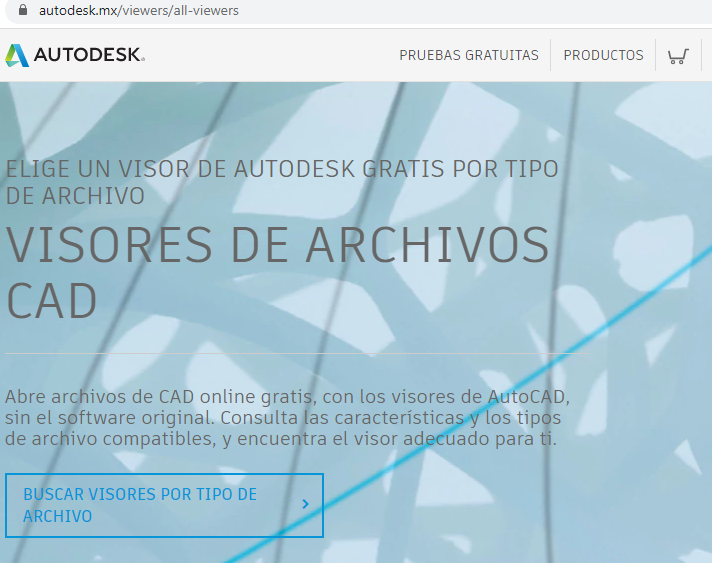 autodesk.mx/viewers/all-viewers
AUTODESK®
PRUEBAS GRATUITAS
PRODUCTOS
ELIGE UN VISOR DE AUTODESK GRATIS POR TIPO
DE ARCHIVO
VISORES DE ARCHIVOS
CAD
Abre archivos de CAD online gratis, con los visores de AutoCAD,
sin el software original. Consulta las características y los tipos
de archivo compatibles, y encuentra el visor adecuado para ti.
BUSCAR VISORES POR TIPO DE
ARCHIVO